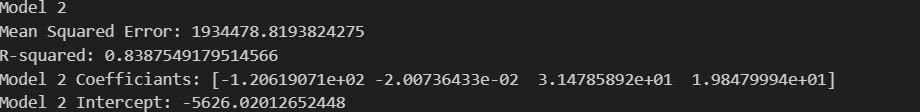 Model 2
Mean Squared Error: 1934478.8193824275
R-squared: 0.8387549179514566
Model 2 Coefficiants: [-1.20619071e+02 -2.00736433e-02  3.14785892e+01  1.98479994e+01]
Model 2 Intercept: -5626.02012652448